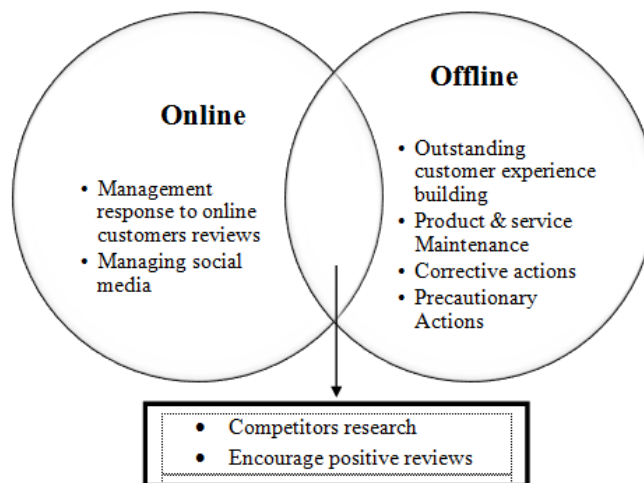 Online
• Management
response to online
customers reviews
• Managing social
media
Offline
• Outstanding
customer experience
building
• Product & service
Maintenance
• Corrective actions
• Precautionary
Actions
• Competitors research
• Encourage positive reviews